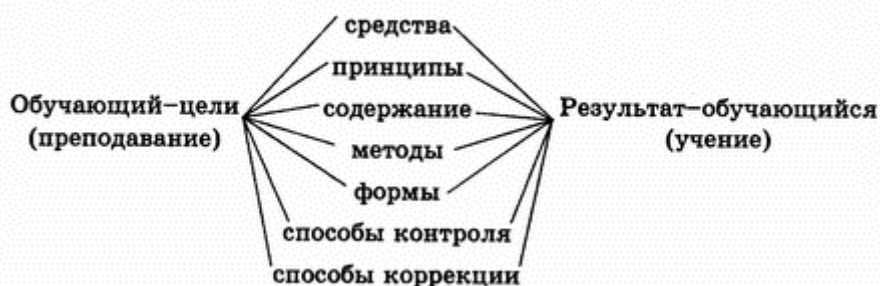 средства
принципы
Обучающий–цели
(преподавание)
содержание
методы
формы
способы контроля
способы коррекции
Результат–обучающийся
(учение)